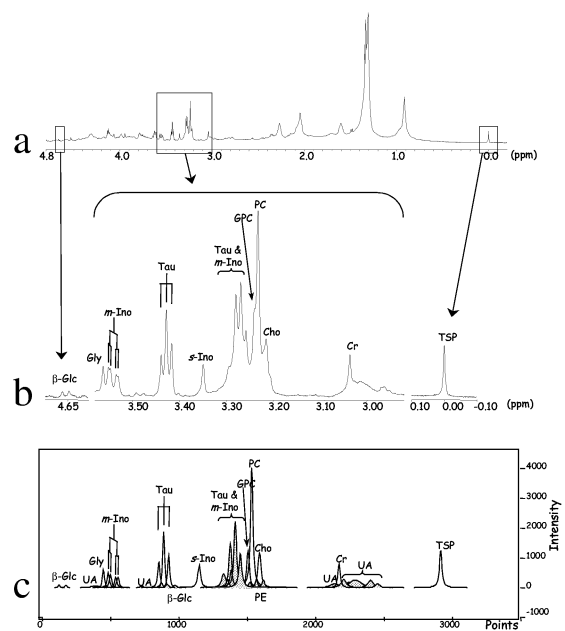 a
4.8 4.0 3.0 2.0 1.0 0.0 (ppm)
PC
GPC
Tau &
m-Ino
Tau
m-Ino
Cho
Gly
s-Ino
Cr
TSP
β-Glc
b
4.65 3.50 3.40 3.30 3.20 3.10 3.00 0.10 0.00 -0.10 (ppm)
PC
4000
Tau
Tau &
m-Ino
GPC
3000
m-Ino
2000
Intensity
Cho
TSP
Gly
s-Ino
Cr
UA
1000
β-Glc
UA
UA
UA
0
c
β-Glc
PE
0 1000 2000 3000 Points